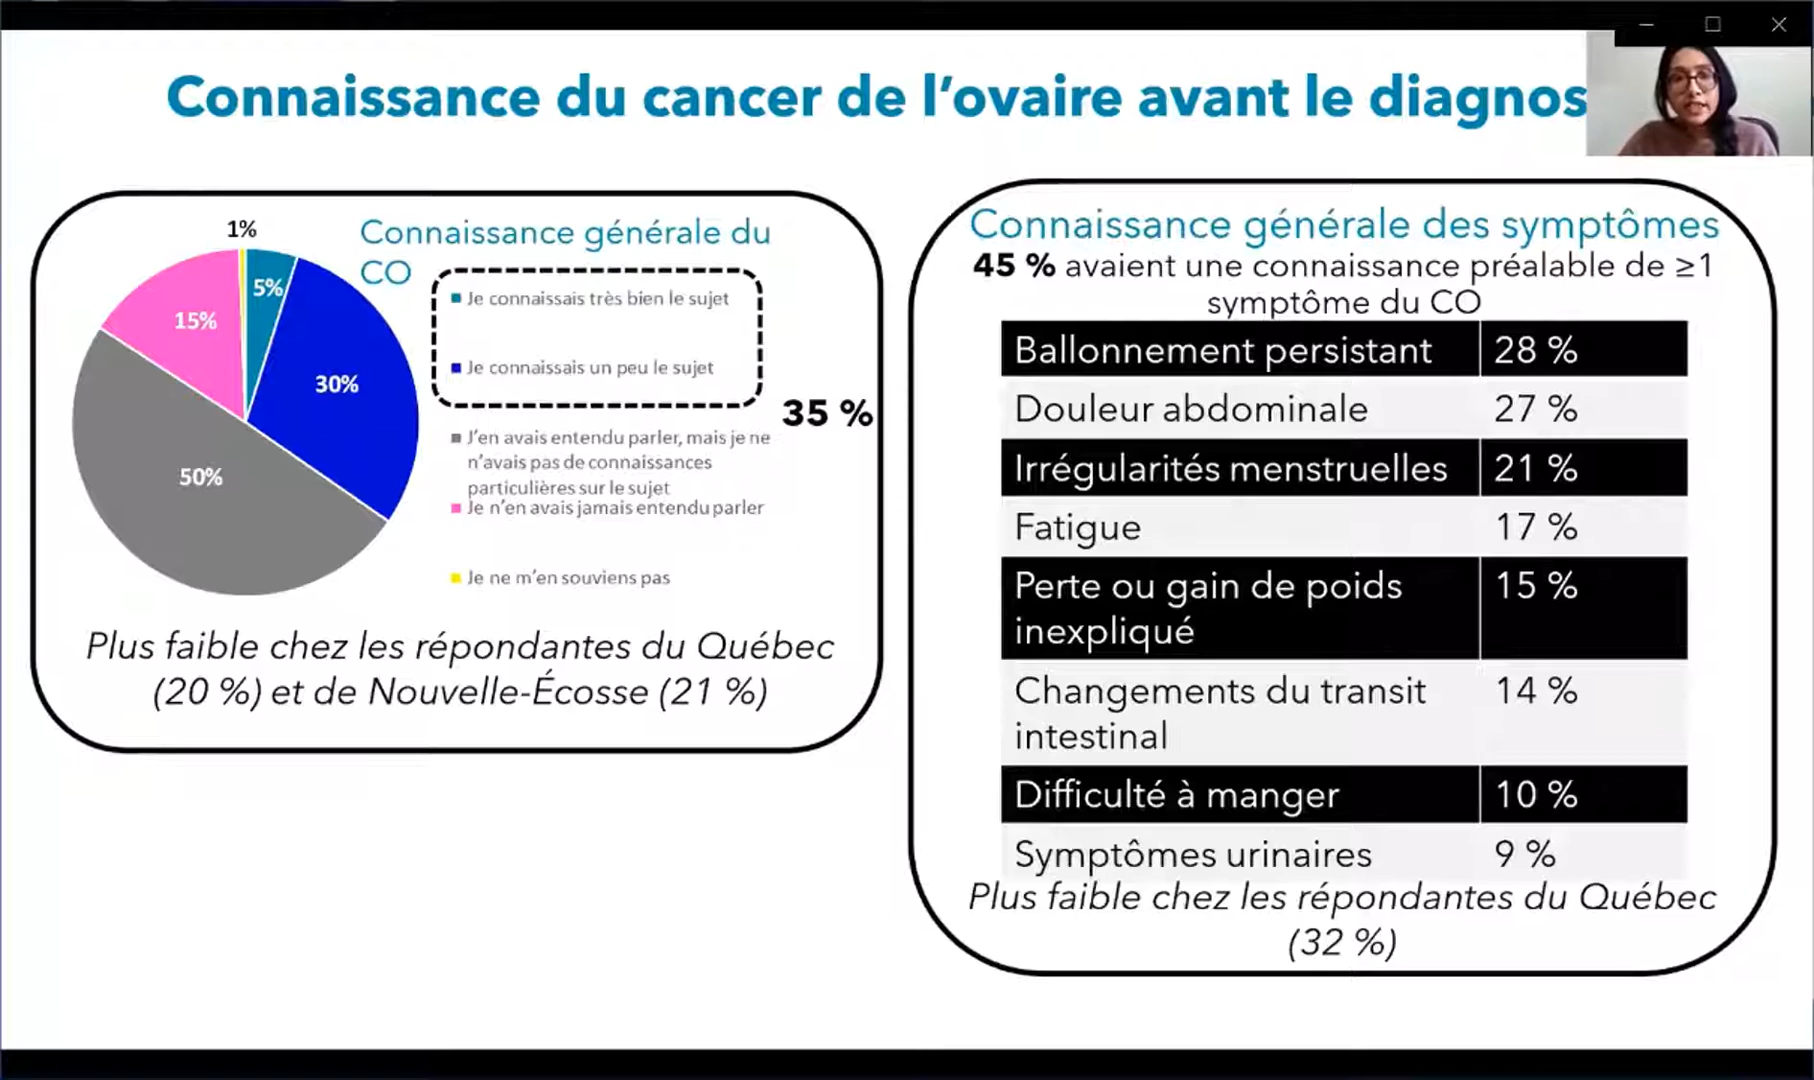 Connaissance du cancer de l’ovaire avant le diagnos
1%
5%
15%
30%
50%
Connaissance générale du
CO
Je connaissais très bien le sujet
Je connaissais un peu le sujet
35 %
J’en avais entendu parler, mais je ne
n’avais pas de connaissances
particulières sur le sujet
Je n’en avais jamais entendu parler
Je ne m’en souviens pas
Plus faible chez les répondantes du Québec
(20 %) et de Nouvelle-Écosse (21 %)
Connaissance générale des symptômes
45 % avaient une connaissance préalable de ≥1
symptôme du CO
Ballonnement persistant 28 %
Douleur abdominale 27 %
Irrégularités menstruelles 21 %
Fatigue 17 %
Perte ou gain de poids 15 %
inexpliqué
Changements du transit 14 %
intestinal
Difficulté à manger 10 %
Symptômes urinaires 9 %
Plus faible chez les répondantes du Québec
(32 %)